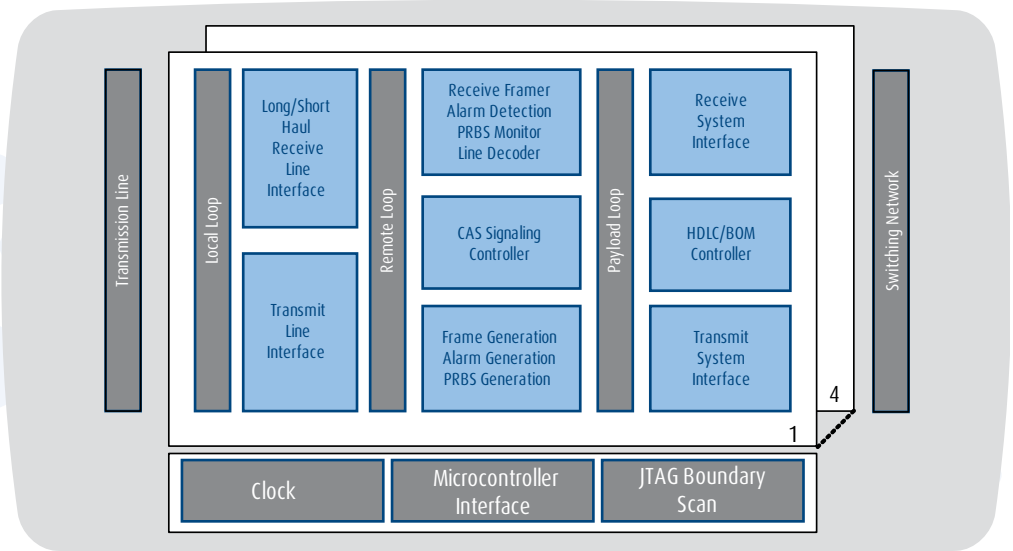 Transmission Line
Local Loop
Long/Short
Haul
Receive
Line
Interface
Transmit
Line
Interface
Remote Loop
Receive Framer
Alarm Detection
PRBS Monitor
Line Decoder
CAS Signaling
Controller
Frame Generation
Alarm Generation
PRBS Generation
Payload Loop
Receive
System
Interface
HDLC/BOM
Controller
Transmit
System
Interface
Switching Network
4
1
Clock
Microcontroller
Interface
JTAG Boundary
Scan